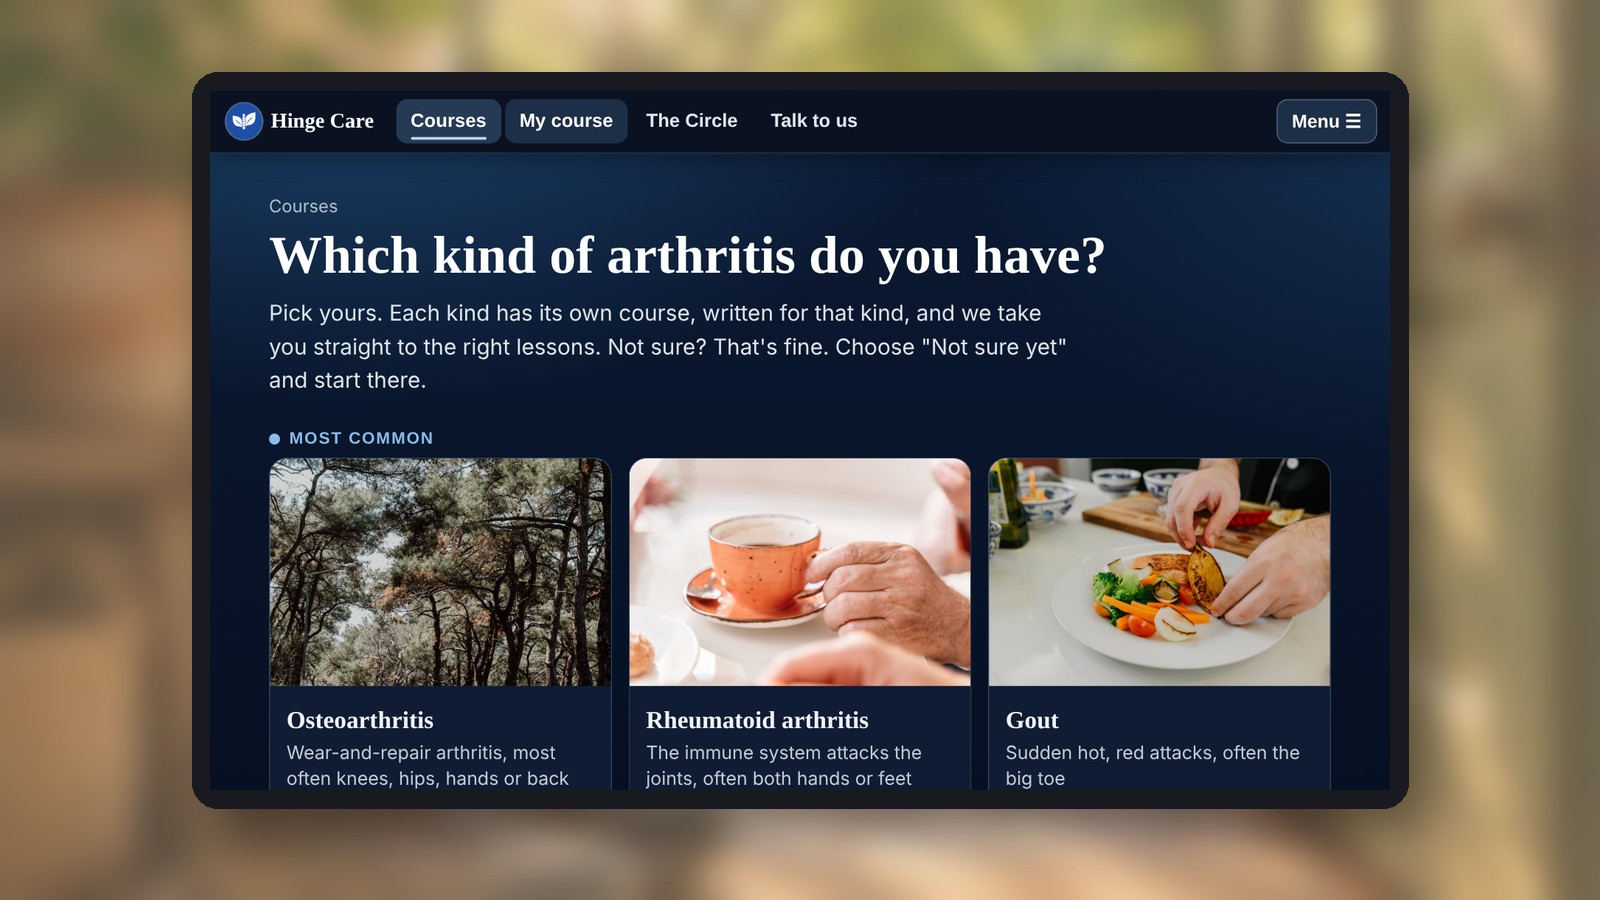 Hinge Care
Courses
My course
The Circle
Talk to us
Menu ☰
Courses
Which kind of arthritis do you have?
Pick yours. Each kind has its own course, written for that kind, and we take
you straight to the right lessons. Not sure? That's fine. Choose "Not sure yet"
and start there.
MOST COMMON
Osteoarthritis
Wear-and-repair arthritis, most
often knees, hips, hands or back
Rheumatoid arthritis
The immune system attacks the
joints, often both hands or feet
Gout
Sudden hot, red attacks, often the
big toe